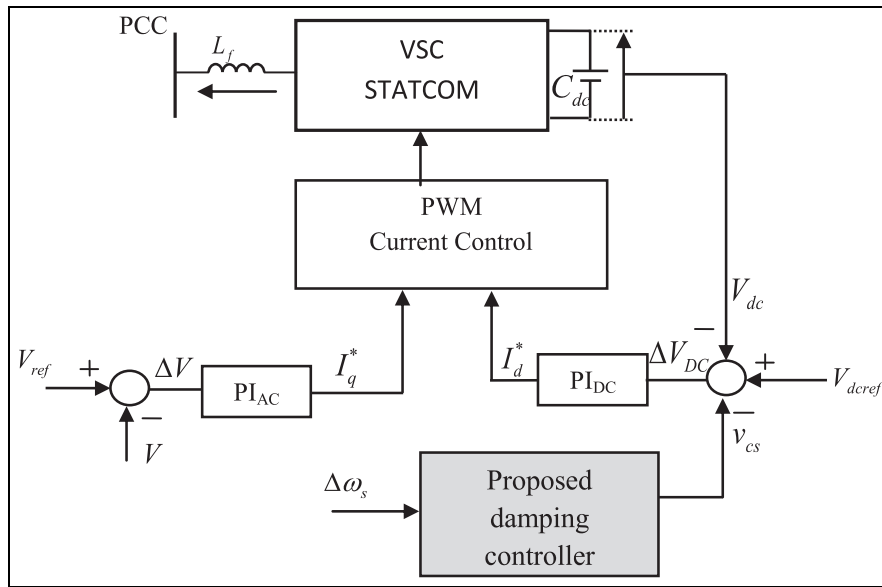 PCC
L_f
VSC
STATCOM
C_dc
PWM
Current Control
V_dc
V_ref
+
ΔV
PI_AC
I_q^*
I_d^*
PI_DC
ΔV_DC
−
+
V_dcref
−
V
−
v_cs
Δω_s
Proposed
damping
controller